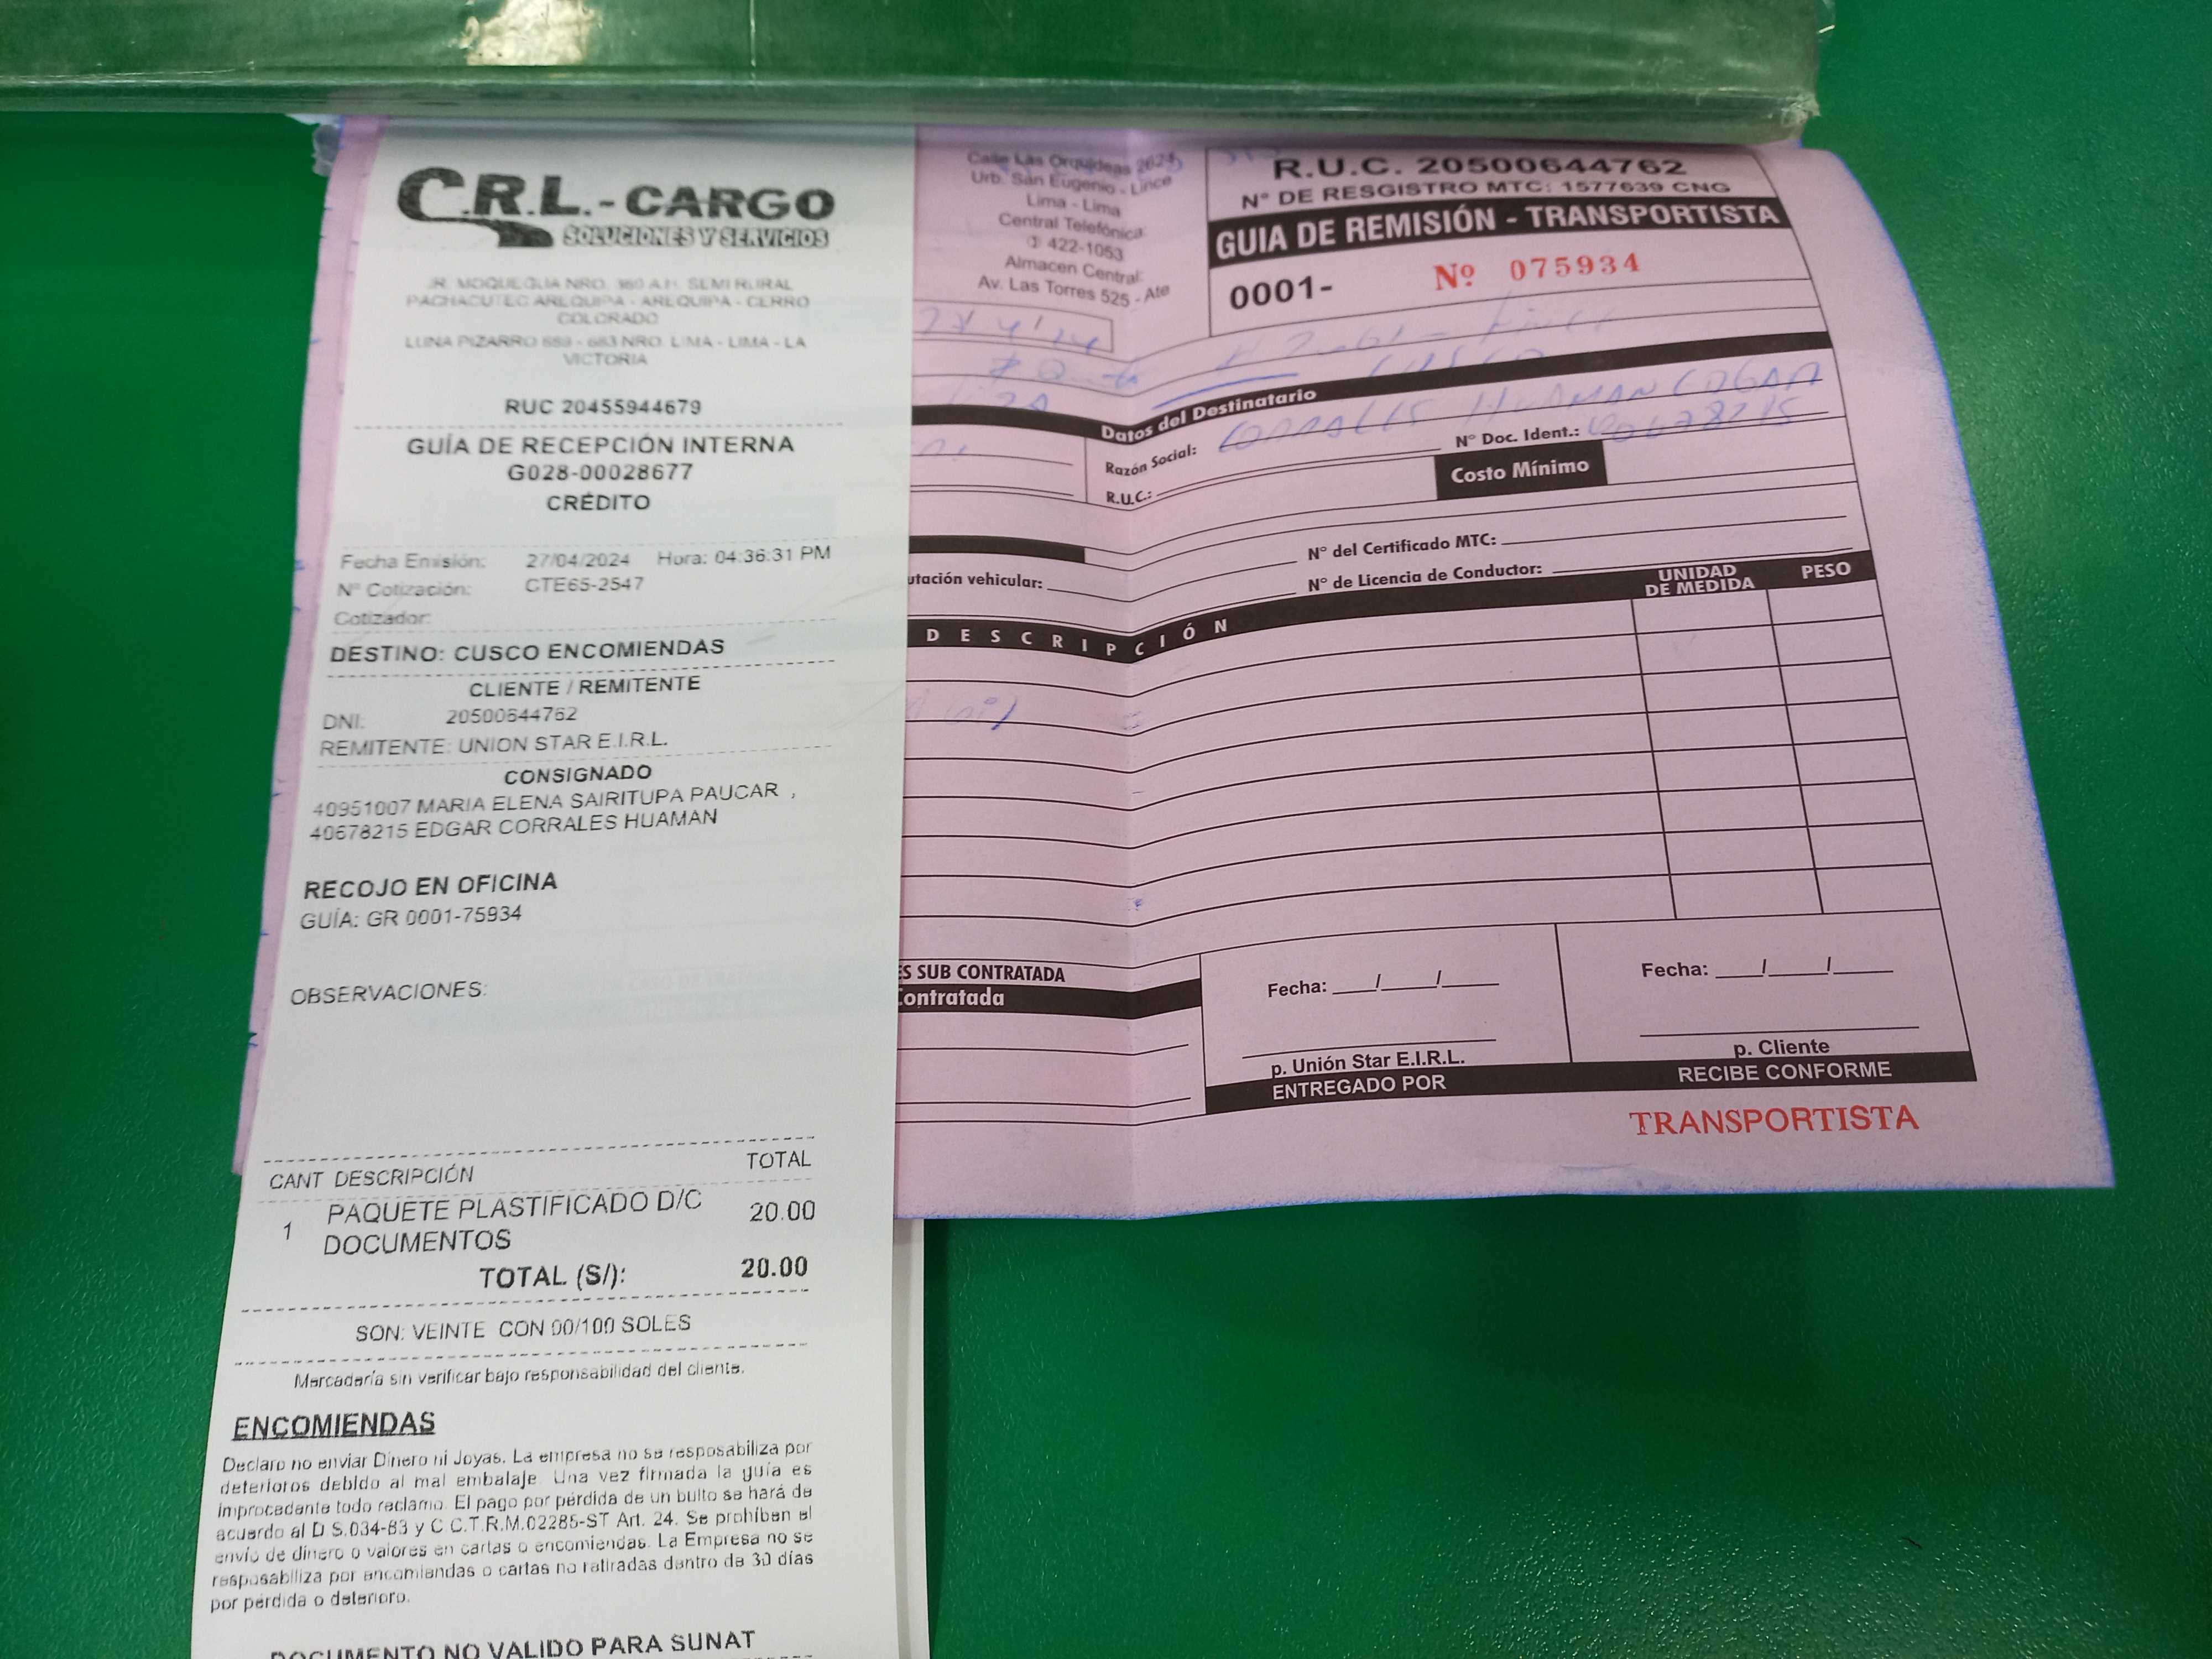 C.R.L.-CARGO
SOLUCIONES Y SERVICIOS
JR. MOQUEGUA NRO. 360 A.H. SEMI RURAL
PACHACUTEC AREQUIPA - AREQUIPA - CERRO
COLORADO
LUNA PIZARRO 659 - 683 NRO. LIMA - LIMA - LA
VICTORIA
RUC 20455944679
GUÍA DE RECEPCIÓN INTERNA
G028-00028677
CRÉDITO
Fecha Emisión: 27/04/2024 Hora: 04:36:31 PM
N° Cotización: CTE65-2547
Cotizador:
DESTINO: CUSCO ENCOMIENDAS
CLIENTE / REMITENTE
DNI: 20500644762
REMITENTE: UNION STAR E.I.R.L.
CONSIGNADO
40951007 MARIA ELENA SAIRITUPA PAUCAR ,
40678215 EDGAR CORRALES HUAMAN
RECOJO EN OFICINA
GUÍA: GR 0001-75934
OBSERVACIONES:
CANT DESCRIPCIÓN TOTAL
1 PAQUETE PLASTIFICADO D/C 20.00
DOCUMENTOS
TOTAL (S/): 20.00
SON: VEINTE CON 00/100 SOLES
Mercadería sin verificar bajo responsabilidad del cliente.
ENCOMIENDAS
Declaro no enviar Dinero ni Joyas. La empresa no se resposabiliza por
deterioros debido al mal embalaje. Una vez firmada la guía es
improcedente todo reclamo. El pago por pérdida de un bulto se hará de
acuerdo al D.S.034-83 y C.C.T.R.M.02285-ST Art. 24. Se prohíben el
envío de dinero o valores en cartas o encomiendas. La Empresa no se
resposabiliza por encomiendas o cartas no retiradas dentro de 30 días
por pérdida o deterioro.
DOCUMENTO NO VALIDO PARA SUNAT
Calle Las Orquídeas 2624
Urb. San Eugenio - Lince
Lima - Lima
Central Telefónica:
422-1053
Almacen Central:
Av. Las Torres 525 - Ate
R.U.C. 20500644762
N° DE RESGISTRO MTC: 1577639 CNG
GUIA DE REMISIÓN - TRANSPORTISTA
0001- Nº 075934
Datos del Destinatario
Razón Social: CORRALES HUAMAN EDGAR
N° Doc. Ident.: 40678215
R.U.C.:
Costo Mínimo
N° del Certificado MTC:
utación vehicular:
N° de Licencia de Conductor:
DESCRIPCIÓN
UNIDAD DE MEDIDA
PESO
ES SUB CONTRATADA
Contratada
Fecha: ___/___/___
p. Unión Star E.I.R.L.
ENTREGADO POR
Fecha: ___/___/___
p. Cliente
RECIBE CONFORME
TRANSPORTISTA